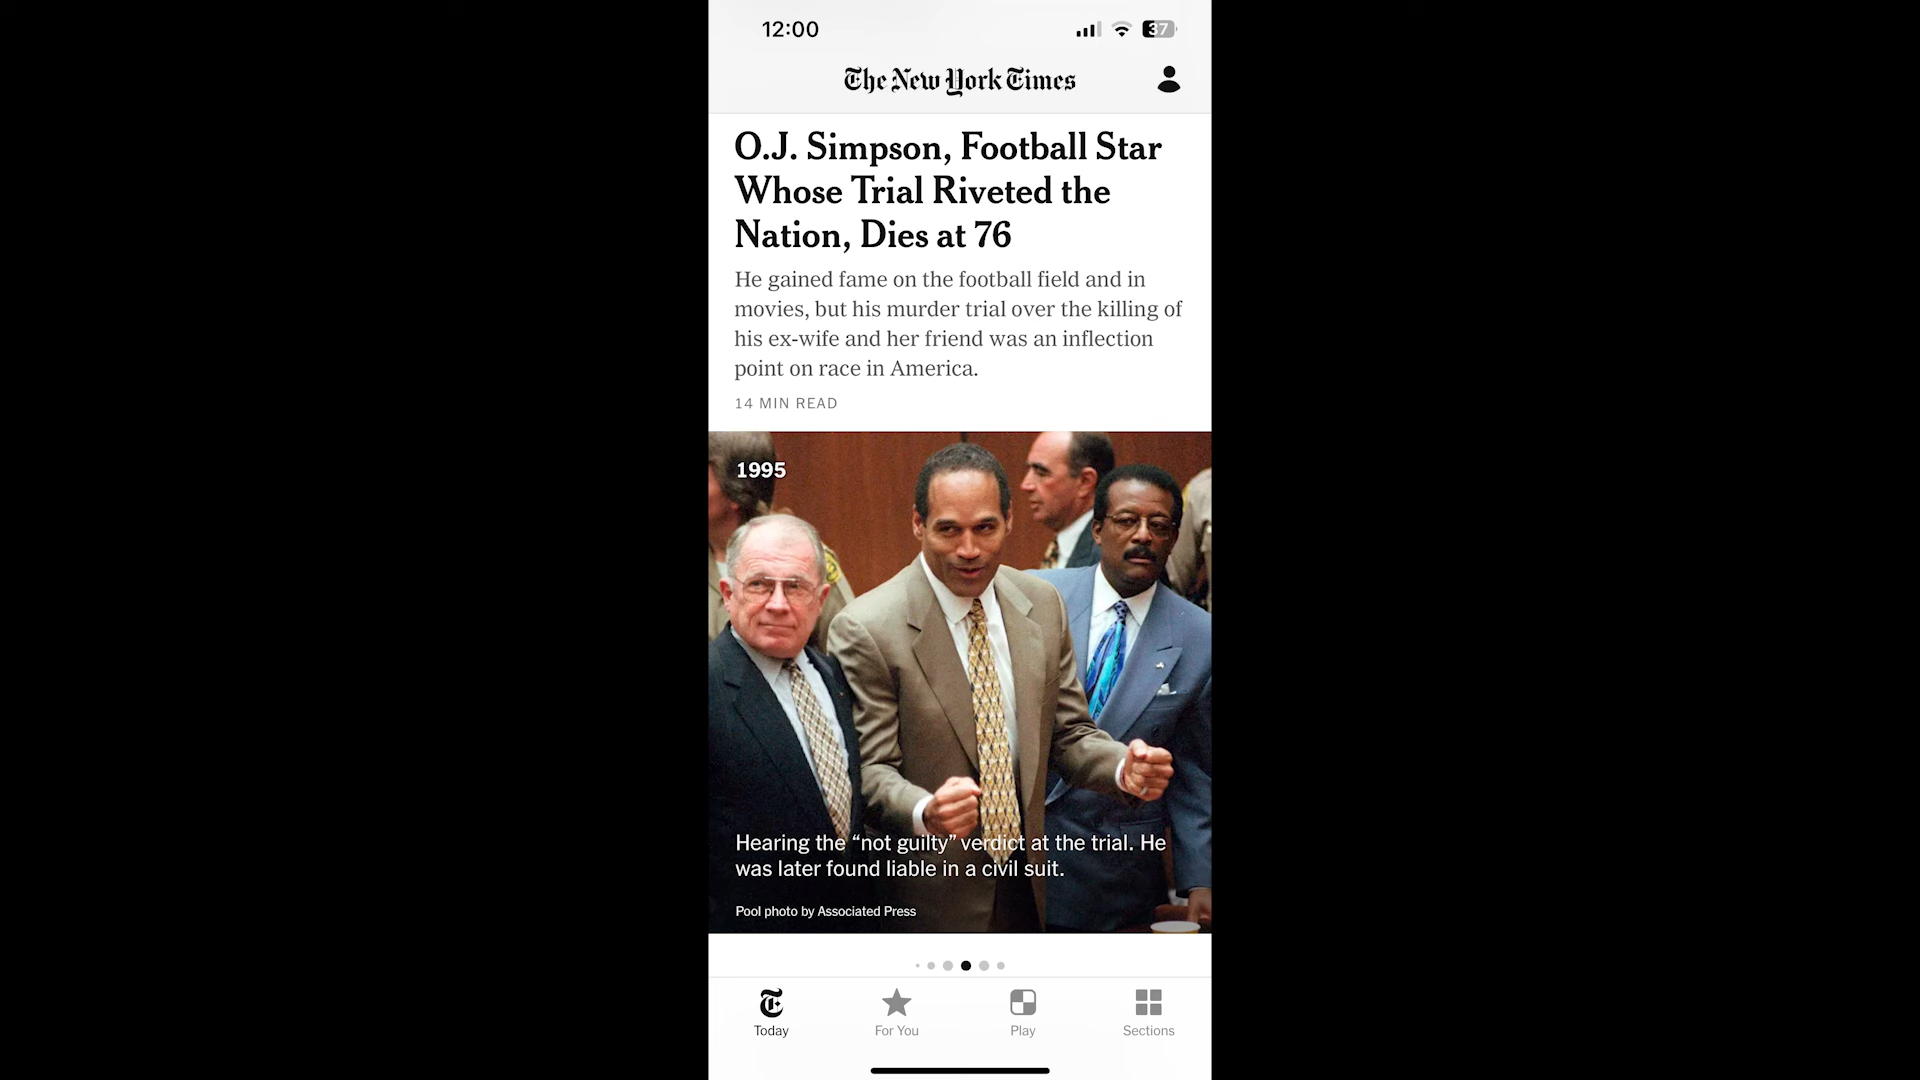 12:00
37
The New York Times
O.J. Simpson, Football Star
Whose Trial Riveted the
Nation, Dies at 76
He gained fame on the football field and in
movies, but his murder trial over the killing of
his ex-wife and her friend was an inflection
point on race in America.
14 MIN READ
1995
Hearing the “not guilty” verdict at the trial. He
was later found liable in a civil suit.
Pool photo by Associated Press
Today
For You
Play
Sections